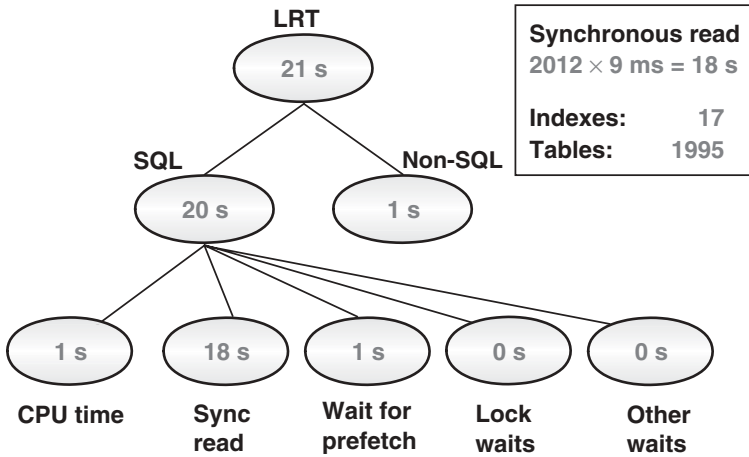 LRT
21 s
Synchronous read
2012 × 9 ms = 18 s
Indexes: 17
Tables: 1995
SQL
Non-SQL
20 s
1 s
1 s
18 s
1 s
0 s
0 s
CPU time
Sync
read
Wait for
prefetch
Lock
waits
Other
waits